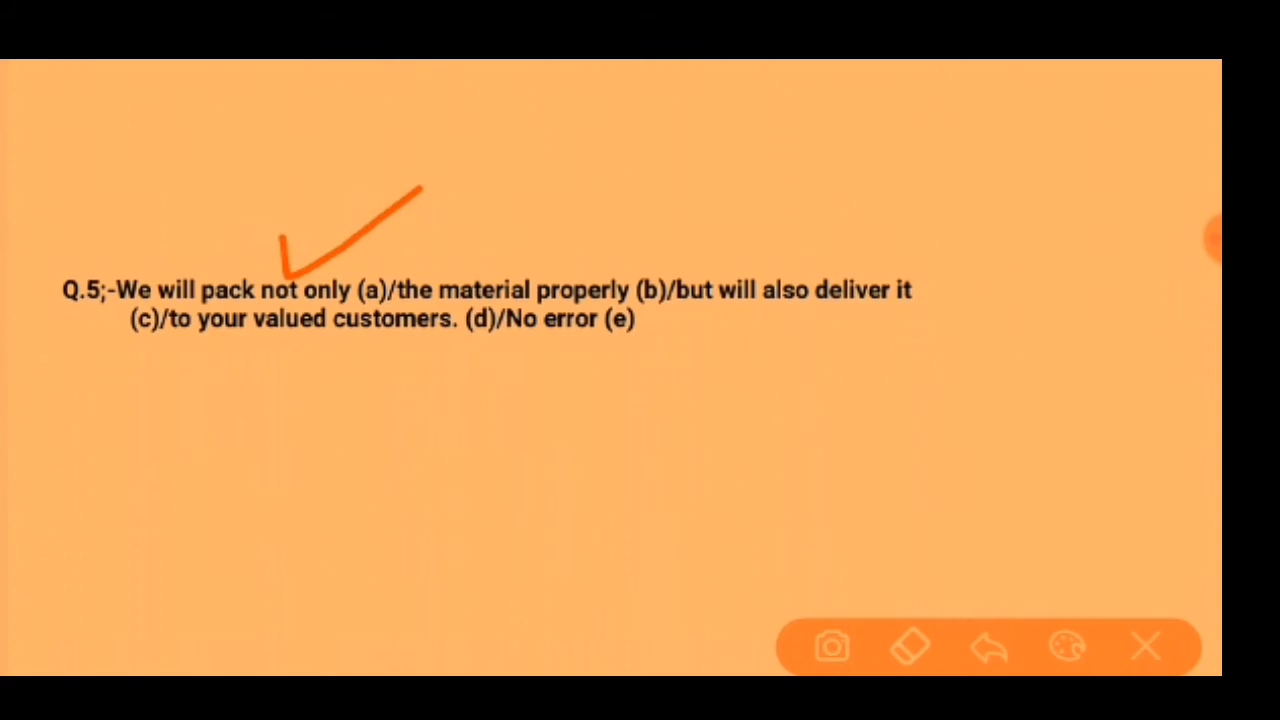 Q.5;-We will pack not only (a)/the material properly (b)/but will also deliver it
(c)/to your valued customers. (d)/No error (e)